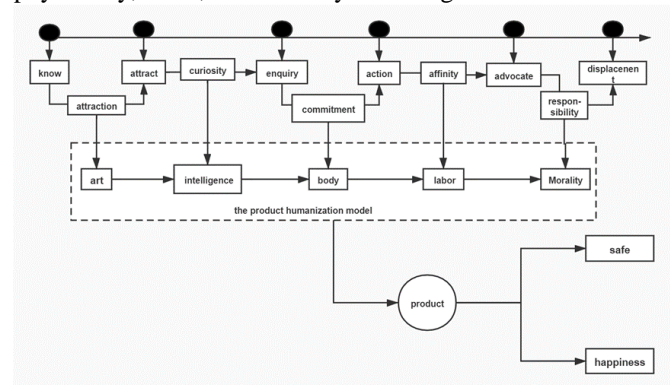 know
attract
curiosity
enquiry
action
affinity
advocate
displacenen
t
attraction
commitment
respon-
sibility
art
intelligence
body
labor
Morality
the product humanization model
product
safe
happiness